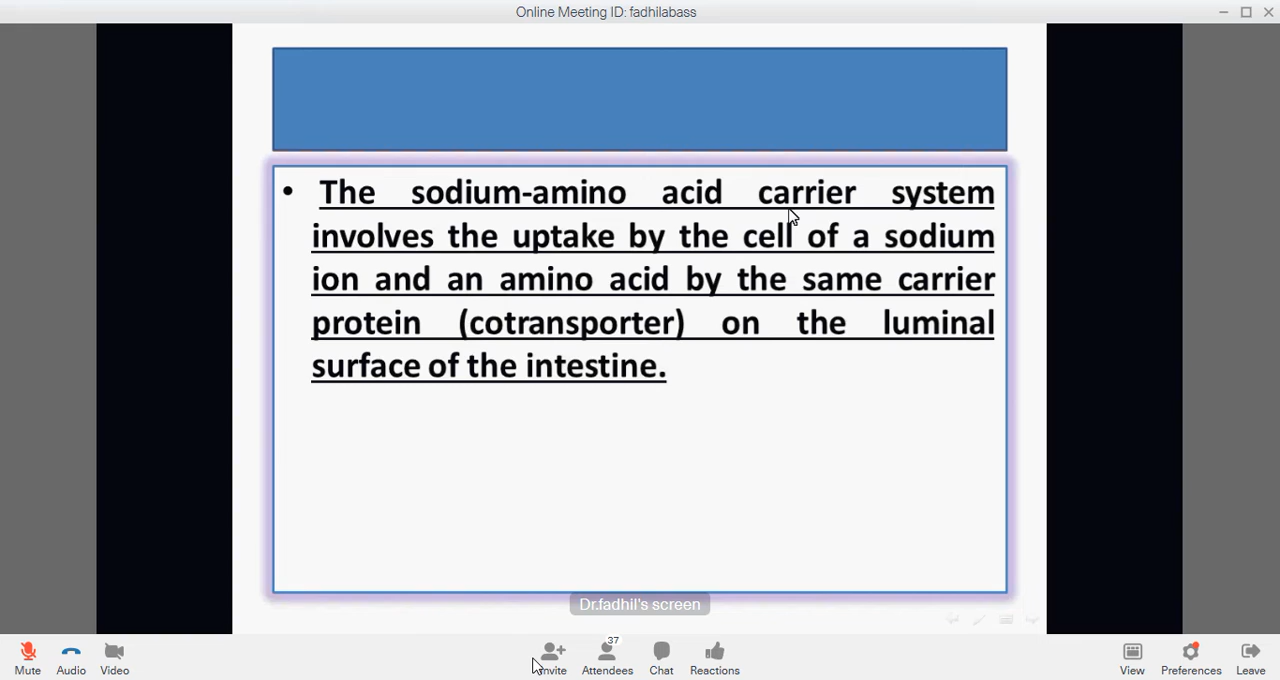 Online Meeting ID: fadhilabass
• The sodium-amino acid carrier system
involves the uptake by the cell of a sodium
ion and an amino acid by the same carrier
protein (cotransporter) on the luminal
surface of the intestine.
Dr.fadhil's screen
37
Mute Audio Video Invite Attendees Chat Reactions View Preferences Leave